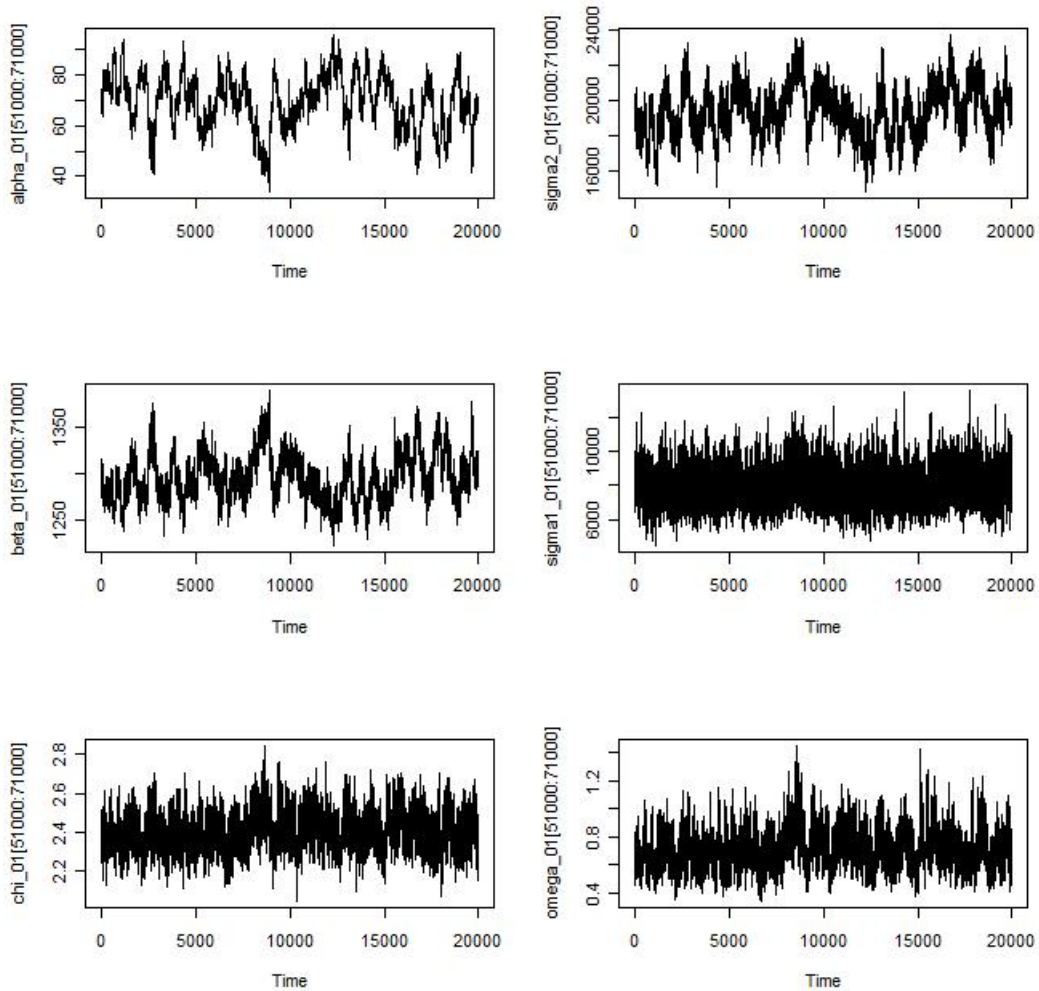 alpha_01[51000:71000]
40 60 80
0 5000 10000 15000 20000
Time
sigma2_01[51000:71000]
16000 20000 24000
0 5000 10000 15000 20000
Time
beta_01[51000:71000]
1250 1350
0 5000 10000 15000 20000
Time
sigma1_01[51000:71000]
6000 10000
0 5000 10000 15000 20000
Time
chi_01[51000:71000]
2.2 2.4 2.6 2.8
0 5000 10000 15000 20000
Time
omega_01[51000:71000]
0.4 0.8 1.2
0 5000 10000 15000 20000
Time